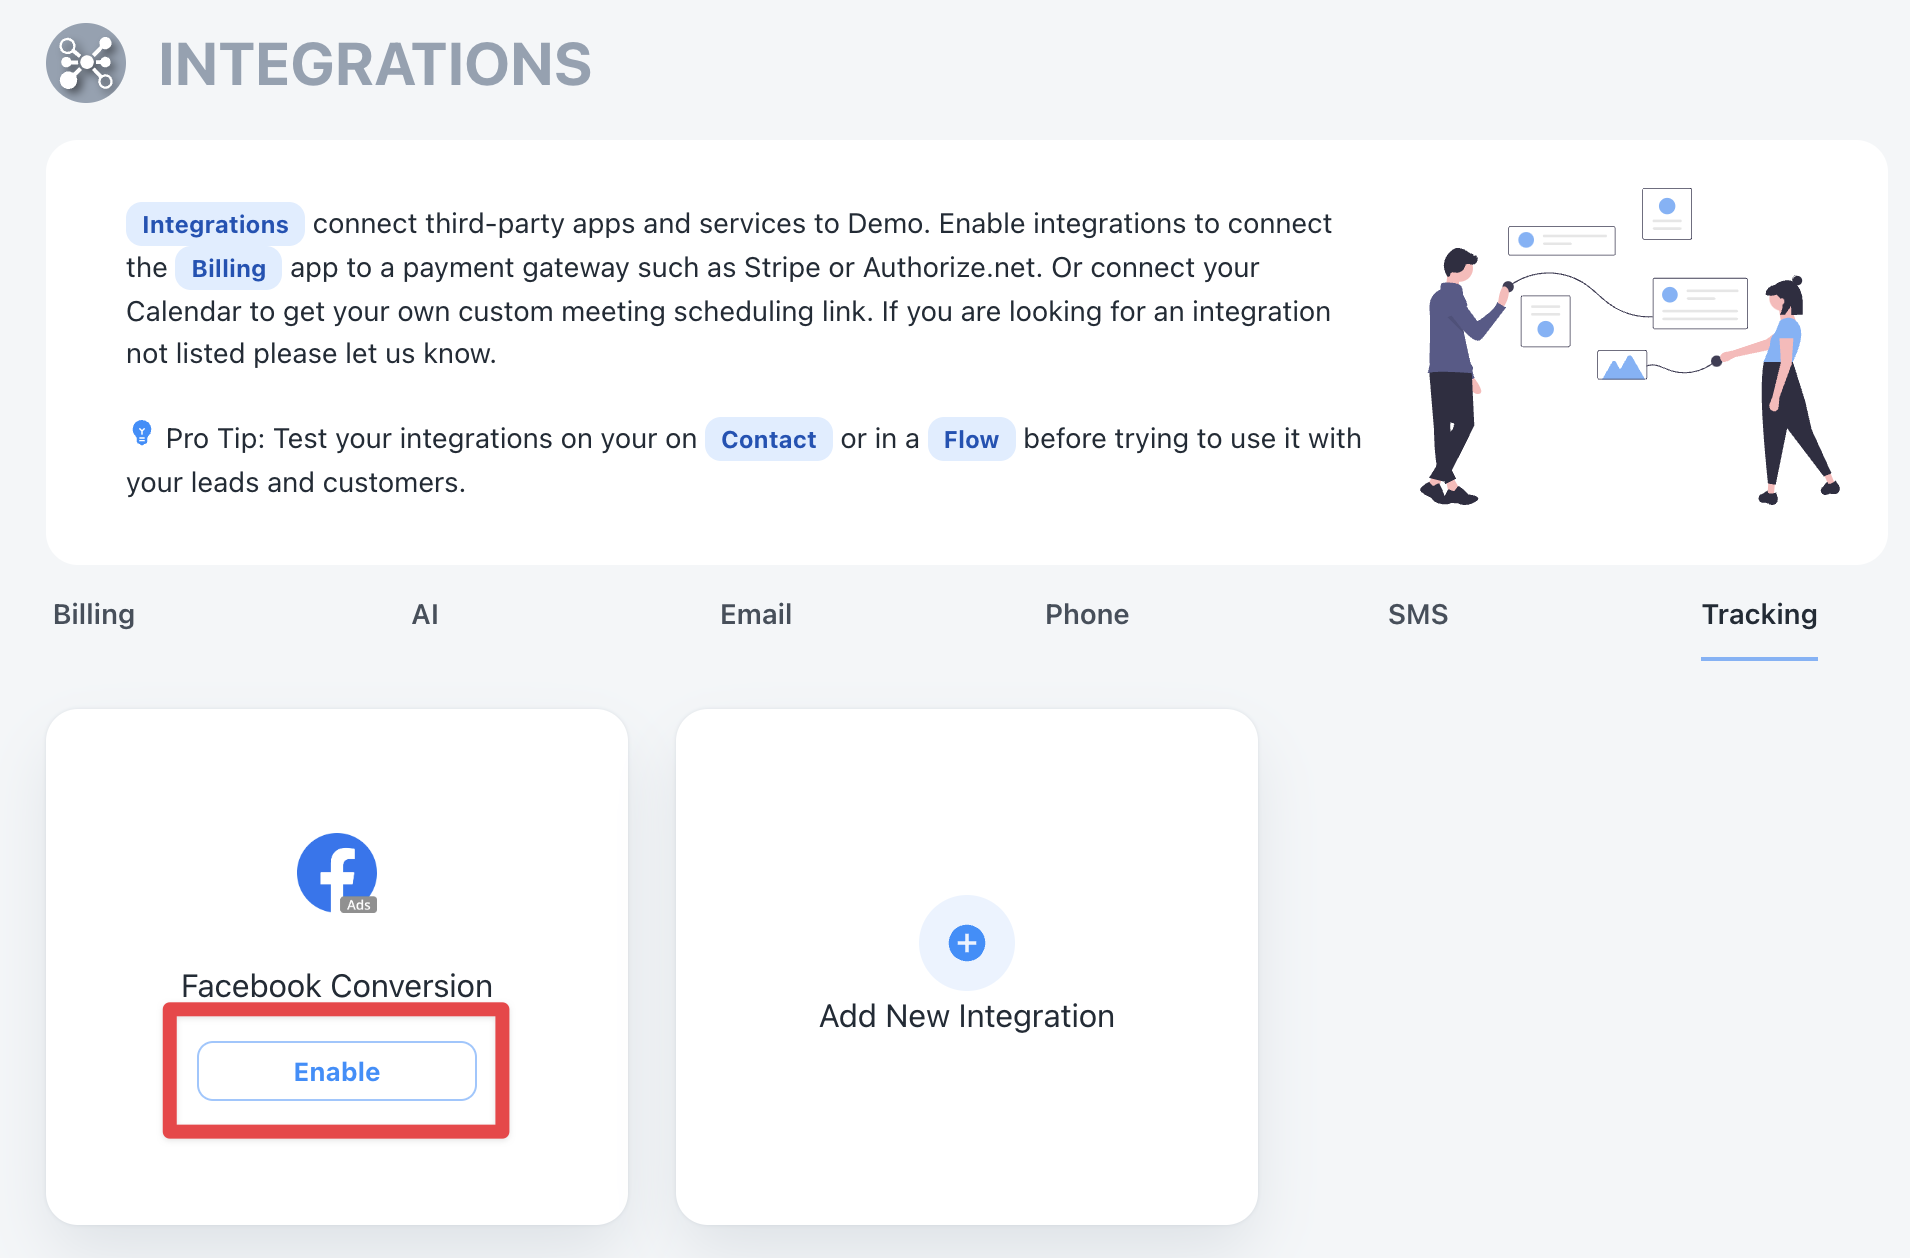 INTEGRATIONS
Integrations connect third-party apps and services to Demo. Enable integrations to connect
the Billing app to a payment gateway such as Stripe or Authorize.net. Or connect your
Calendar to get your own custom meeting scheduling link. If you are looking for an integration
not listed please let us know.
Pro Tip: Test your integrations on your on Contact or in a Flow before trying to use it with
your leads and customers.
Billing AI Email Phone SMS Tracking
Ads
Facebook Conversion
Enable
Add New Integration